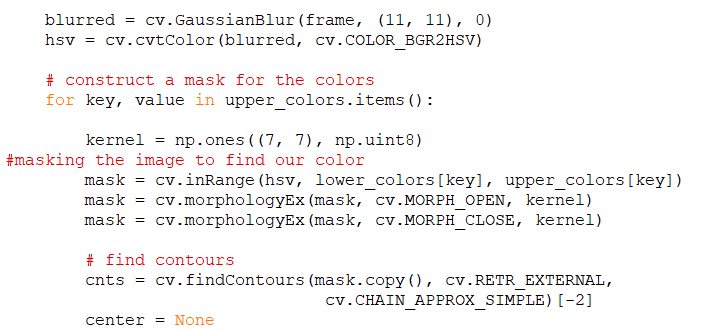 blurred = cv.GaussianBlur(frame, (11, 11), 0)
hsv = cv.cvtColor(blurred, cv.COLOR_BGR2HSV)
# construct a mask for the colors
for key, value in upper_colors.items():
kernel = np.ones((7, 7), np.uint8)
#masking the image to find our color
mask = cv.inRange(hsv, lower_colors[key], upper_colors[key])
mask = cv.morphologyEx(mask, cv.MORPH_OPEN, kernel)
mask = cv.morphologyEx(mask, cv.MORPH_CLOSE, kernel)
# find contours
cnts = cv.findContours(mask.copy(), cv.RETR_EXTERNAL,
cv.CHAIN_APPROX_SIMPLE)[-2]
center = None